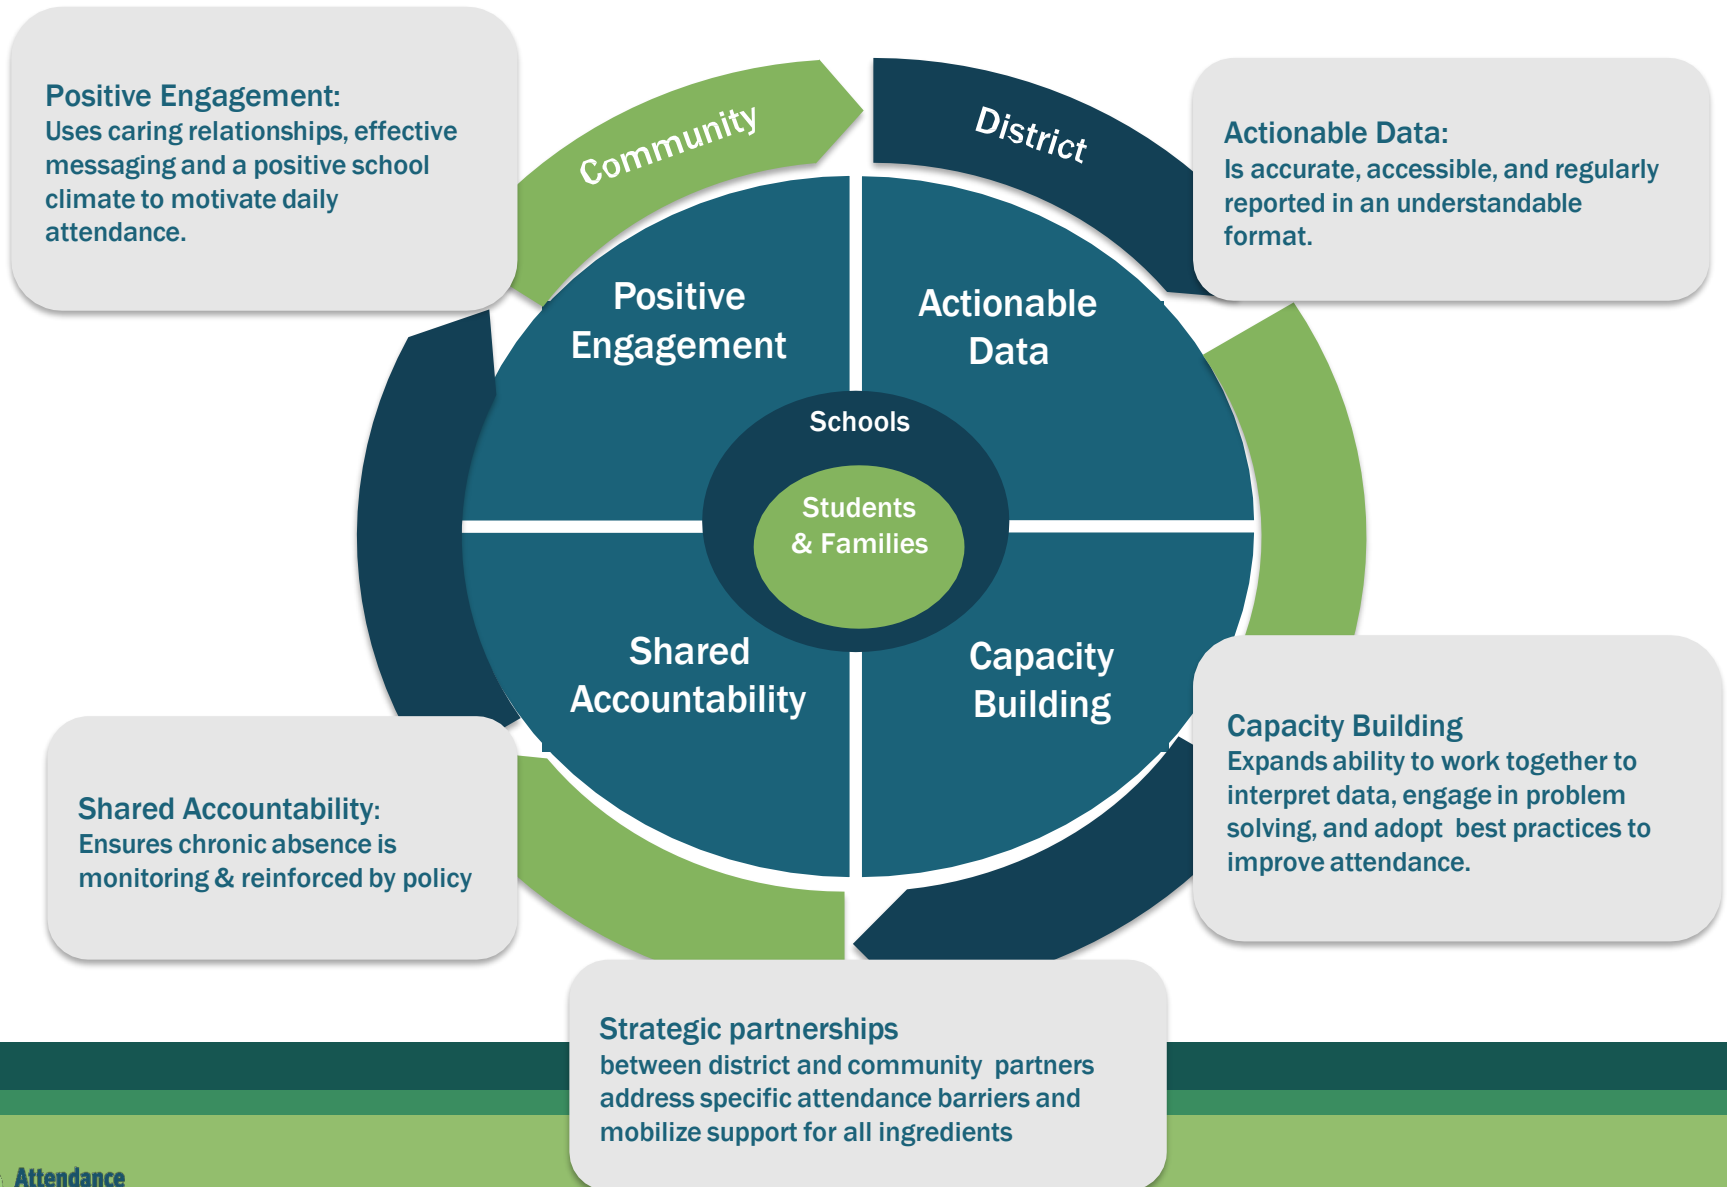 Positive Engagement:
Uses caring relationships, effective
messaging and a positive school
climate to motivate daily
attendance.
Community
District
Actionable Data:
Is accurate, accessible, and regularly
reported in an understandable
format.
Positive
Engagement
Actionable
Data
Schools
Students
& Families
Shared
Accountability
Capacity
Building
Shared Accountability:
Ensures chronic absence is
monitoring & reinforced by policy
Capacity Building
Expands ability to work together to
interpret data, engage in problem
solving, and adopt best practices to
improve attendance.
Strategic partnerships
between district and community partners
address specific attendance barriers and
mobilize support for all ingredients
Attendance